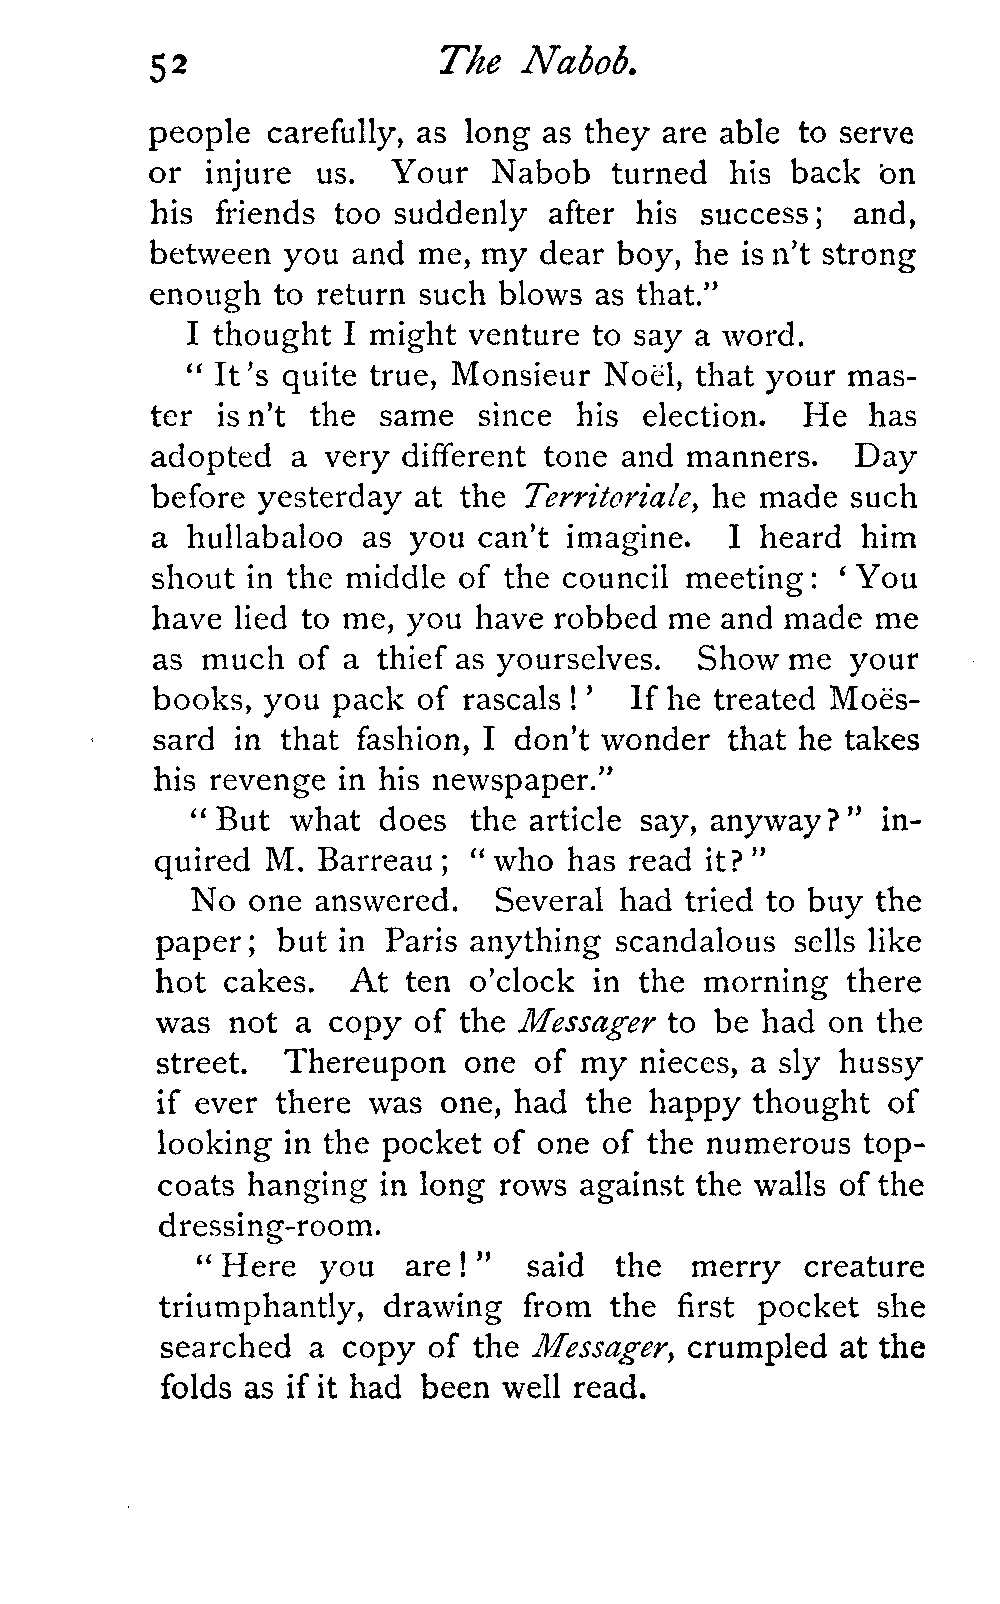 52 The Nabob.
people carefully, as long as they are able to serve
or injure us. Your Nabob turned his back on
his friends too suddenly after his success; and,
between you and me, my dear boy, he is n't strong
enough to return such blows as that."
I thought I might venture to say a word.
"It's quite true, Monsieur Noël, that your mas-
ter is n't the same since his election. He has
adopted a very different tone and manners. Day
before yesterday at the Territoriale, he made such
a hullabaloo as you can't imagine. I heard him
shout in the middle of the council meeting: 'You
have lied to me, you have robbed me and made me
as much of a thief as yourselves. Show me your
books, you pack of rascals!' If he treated Moës-
sard in that fashion, I don't wonder that he takes
his revenge in his newspaper."
"But what does the article say, anyway?" in-
quired M. Barreau; "who has read it?"
No one answered. Several had tried to buy the
paper; but in Paris anything scandalous sells like
hot cakes. At ten o'clock in the morning there
was not a copy of the Messager to be had on the
street. Thereupon one of my nieces, a sly hussy
if ever there was one, had the happy thought of
looking in the pocket of one of the numerous top-
coats hanging in long rows against the walls of the
dressing-room.
"Here you are!" said the merry creature
triumphantly, drawing from the first pocket she
searched a copy of the Messager, crumpled at the
folds as if it had been well read.